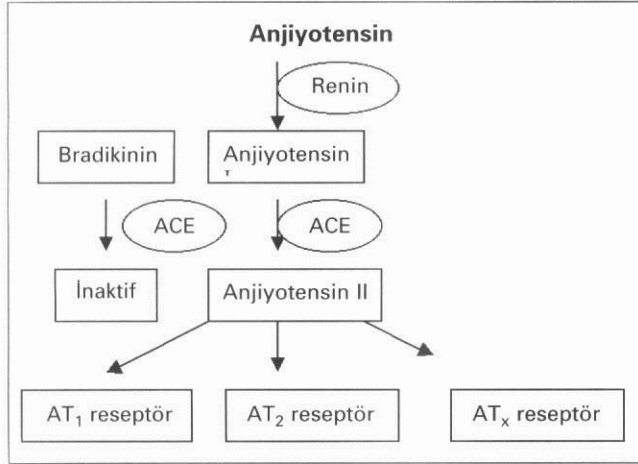 Anjiyotensin
Renin
Bradikinin
Anjiyotensin
ACE
ACE
İnaktif
Anjiyotensin II
AT₁ reseptör
AT₂ reseptör
ATₓ reseptör